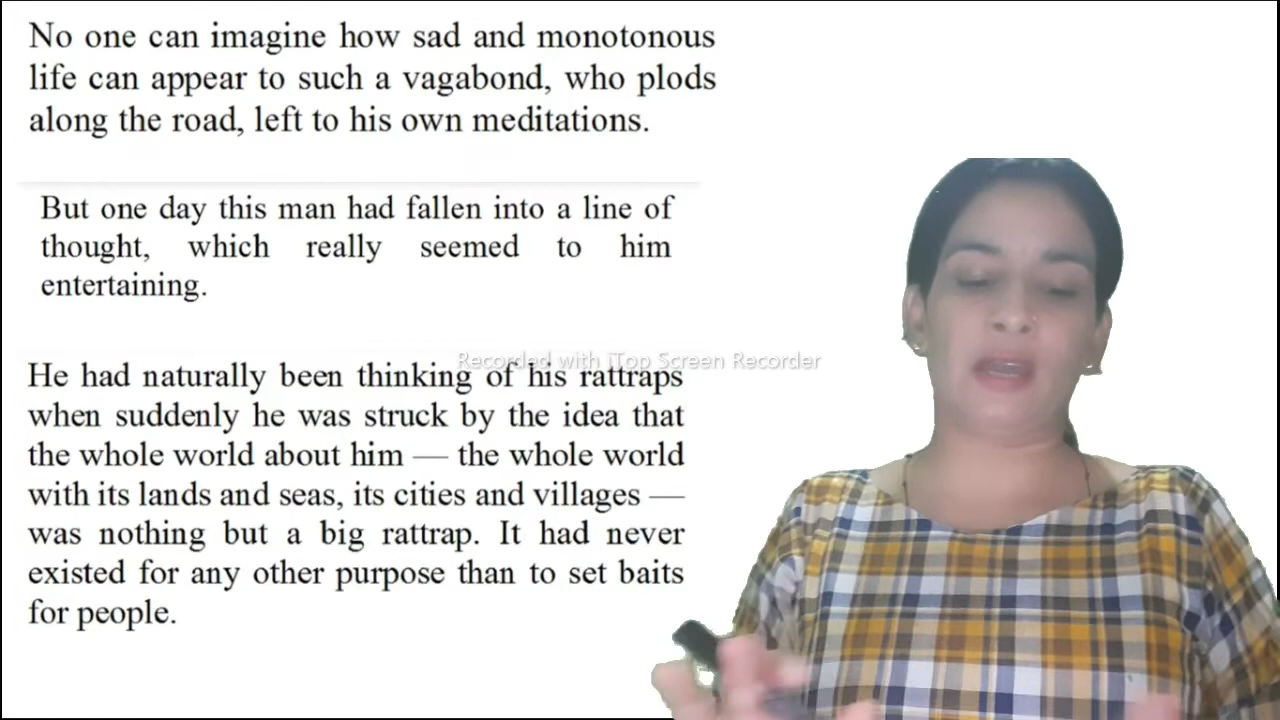 No one can imagine how sad and monotonous
life can appear to such a vagabond, who plods
along the road, left to his own meditations.
But one day this man had fallen into a line of
thought, which really seemed to him
entertaining.
Recorded with iTop Screen Recorder
He had naturally been thinking of his rattraps
when suddenly he was struck by the idea that
the whole world about him — the whole world
with its lands and seas, its cities and villages —
was nothing but a big rattrap. It had never
existed for any other purpose than to set baits
for people.